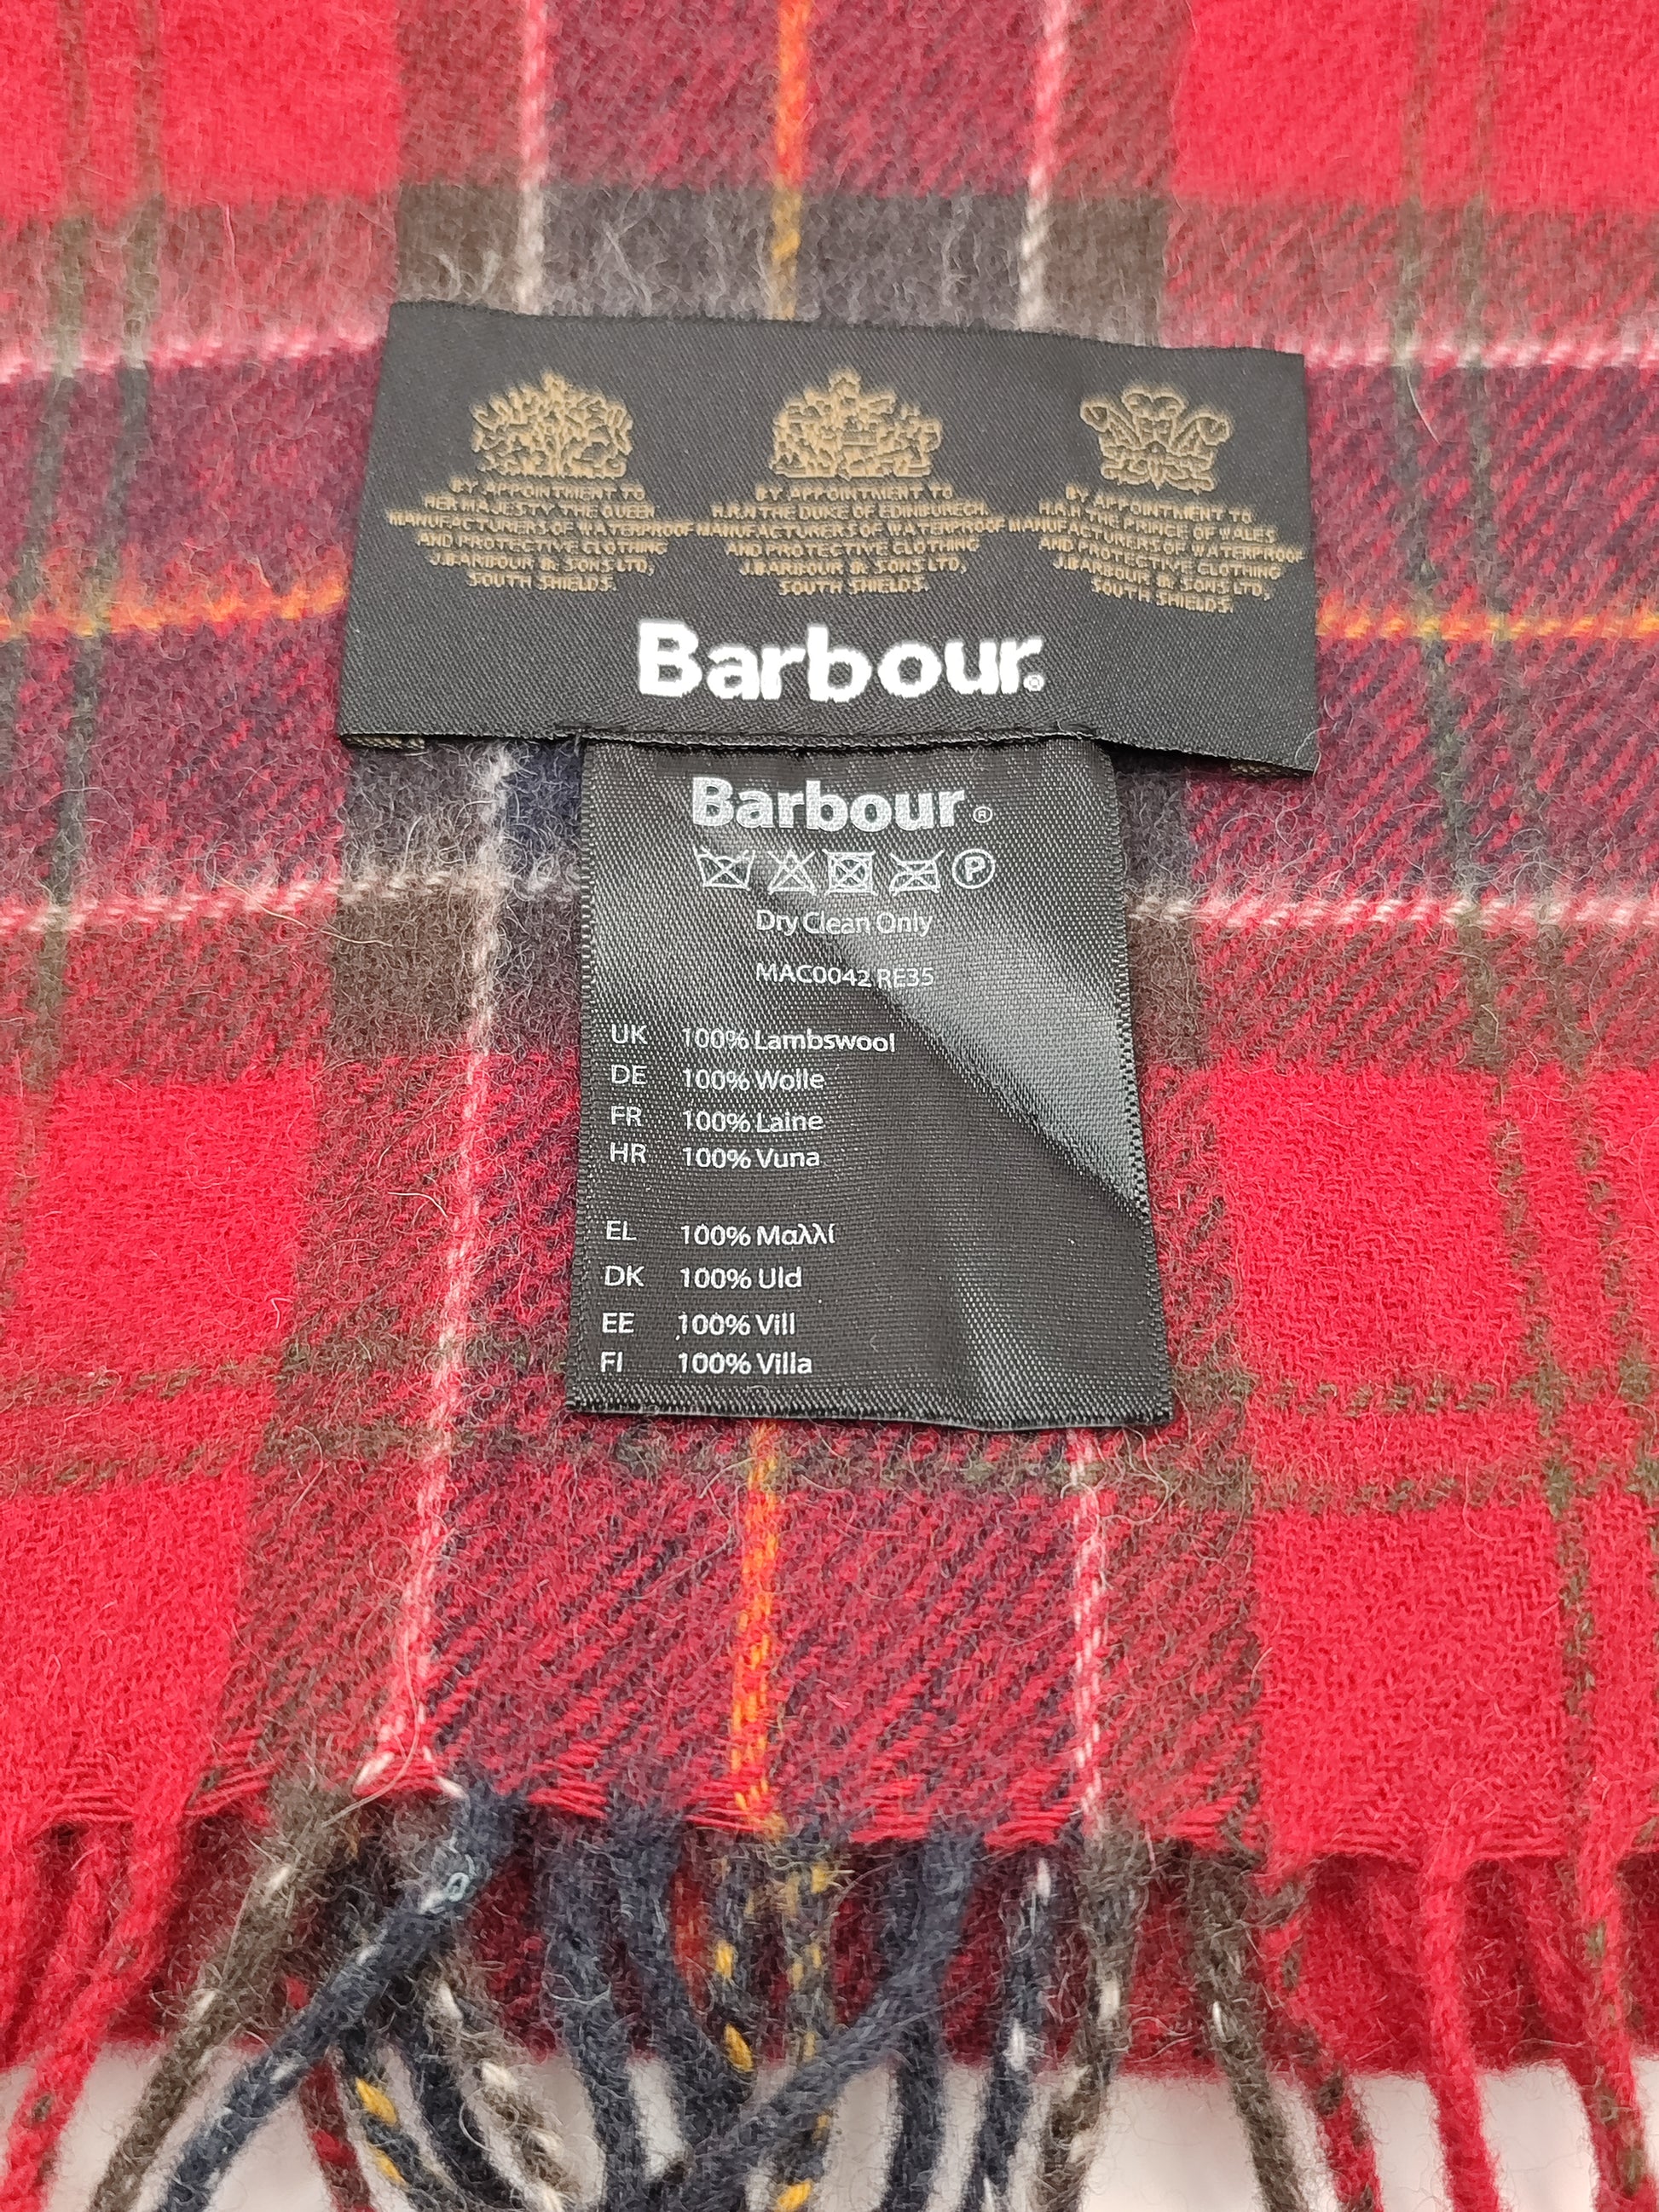 BY APPOINTMENT TO
HER MAJESTY THE QUEEN
MANUFACTURERS OF WATERPROOF
AND PROTECTIVE CLOTHING
J.BARBOUR & SONS LTD,
SOUTH SHIELDS.
BY APPOINTMENT TO
H.R.H THE DUKE OF EDINBURGH
MANUFACTURERS OF WATERPROOF
AND PROTECTIVE CLOTHING
J.BARBOUR & SONS LTD,
SOUTH SHIELDS.
BY APPOINTMENT TO
H.R.H THE PRINCE OF WALES
MANUFACTURERS OF WATERPROOF
AND PROTECTIVE CLOTHING
J.BARBOUR & SONS LTD,
SOUTH SHIELDS.
Barbour®
Barbour®
P
Dry Clean Only
MAC0042 RE35
UK 100% Lambswool
DE 100% Wolle
FR 100% Laine
HR 100% Vuna
EL 100% Μαλλί
DK 100% Uld
EE 100% Vill
FI 100% Villa